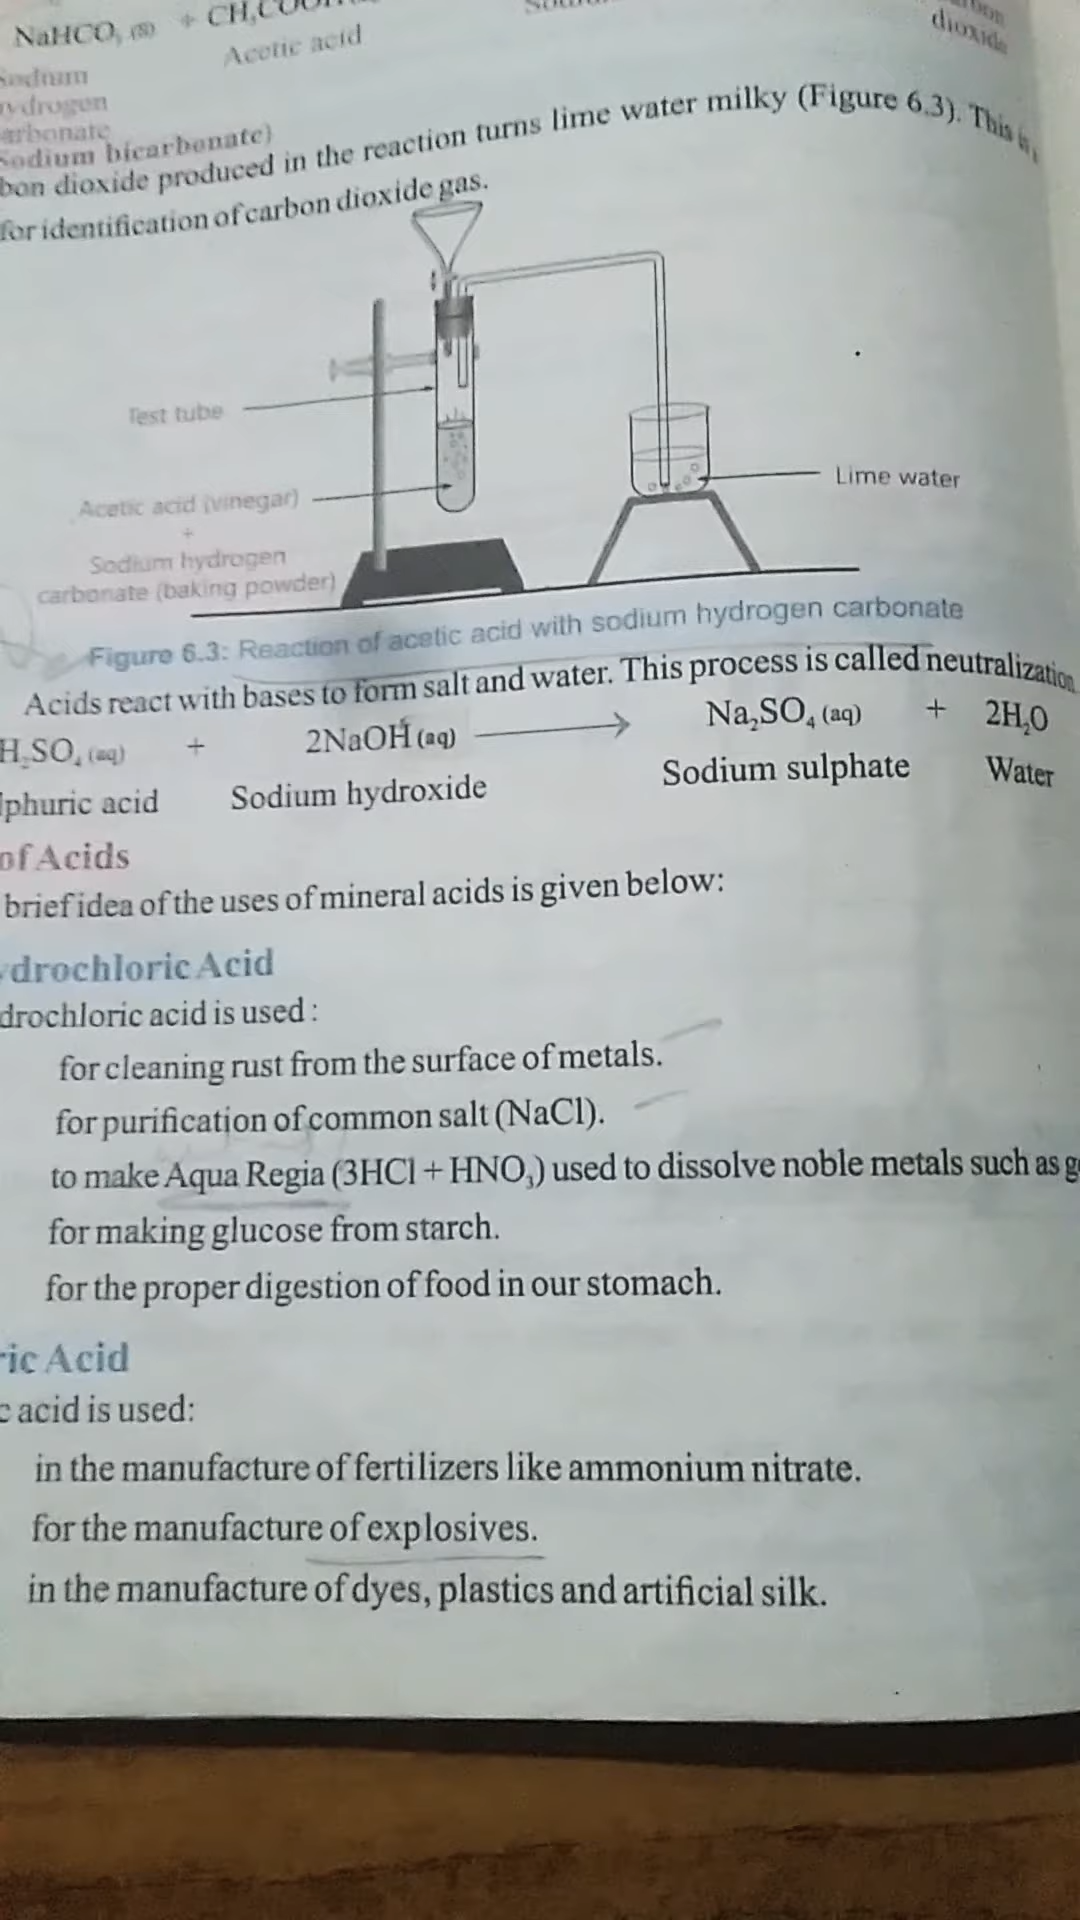 NaHCO₃ (s) + CH₃COOH
Acetic acid
dioxide
Sodium
hydrogen
carbonate
(Sodium bicarbonate)
bon dioxide produced in the reaction turns lime water milky (Figure 6.3). This is
for identification of carbon dioxide gas.
Test tube
Acetic acid (vinegar)
+
Sodium hydrogen
carbonate (baking powder)
Lime water
Figure 6.3: Reaction of acetic acid with sodium hydrogen carbonate
Acids react with bases to form salt and water. This process is called neutralization
H₂SO₄ (aq) + 2NaOH (aq) ⟶ Na₂SO₄ (aq) + 2H₂O
lphuric acid Sodium hydroxide Sodium sulphate Water
of Acids
brief idea of the uses of mineral acids is given below:
ydrochloric Acid
drochloric acid is used :
for cleaning rust from the surface of metals.
for purification of common salt (NaCl).
to make Aqua Regia (3HCl + HNO₃) used to dissolve noble metals such as g
for making glucose from starch.
for the proper digestion of food in our stomach.
ric Acid
c acid is used:
in the manufacture of fertilizers like ammonium nitrate.
for the manufacture of explosives.
in the manufacture of dyes, plastics and artificial silk.